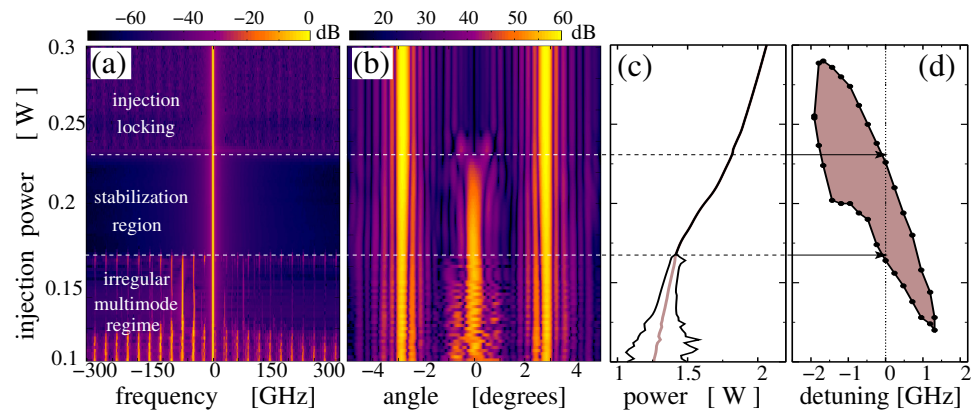 −60 −40 −20 0
dB
20 30 40 50 60
dB
0.3
0.25
0.2
0.15
0.1
injection power [ W ]
(a)
injection
locking
stabilization
region
irregular
multimode
regime
(b)
(c)
(d)
−300 −150 0 150 300
frequency [GHz]
−4 −2 0 2 4
angle [degrees]
1 1.5 2
power [ W ]
−2 −1 0 1 2
detuning [GHz]